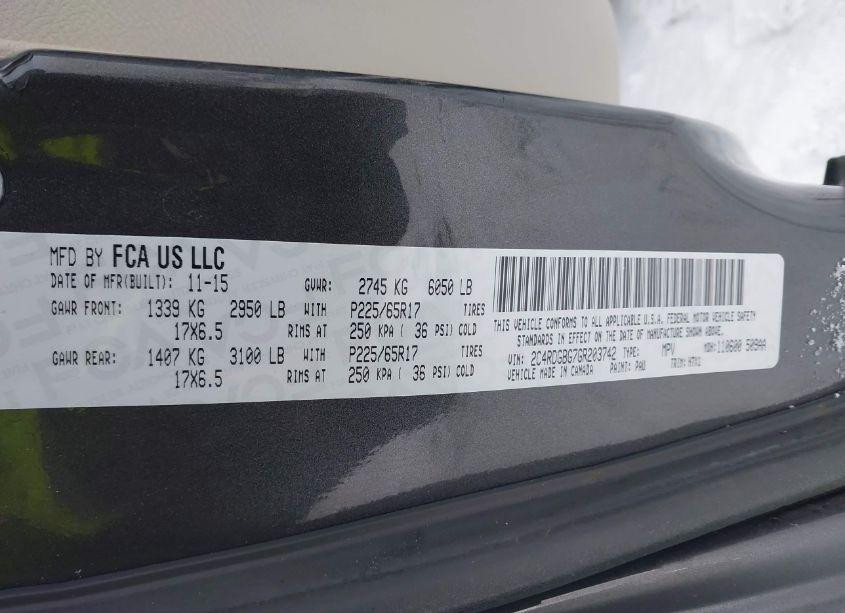 MFD BY FCA US LLC
DATE OF MFR(BUILT): 11-15 GVWR: 2745 KG 6050 LB
GAWR FRONT: 1339 KG 2950 LB WITH P225/65R17 TIRES
17X6.5 RIMS AT 250 KPA ( 36 PSI) COLD
GAWR REAR: 1407 KG 3100 LB WITH P225/65R17 TIRES
17X6.5 RIMS AT 250 KPA ( 36 PSI) COLD
THIS VEHICLE CONFORMS TO ALL APPLICABLE U.S.A. FEDERAL MOTOR VEHICLE SAFETY
STANDARDS IN EFFECT ON THE DATE OF MANUFACTURE SHOWN ABOVE.
VIN: 2C4RDGBG7GR203742 TYPE: MPV MDH: 110600 509AA
VEHICLE MADE IN CANADA PAINT: PAU TRIM: